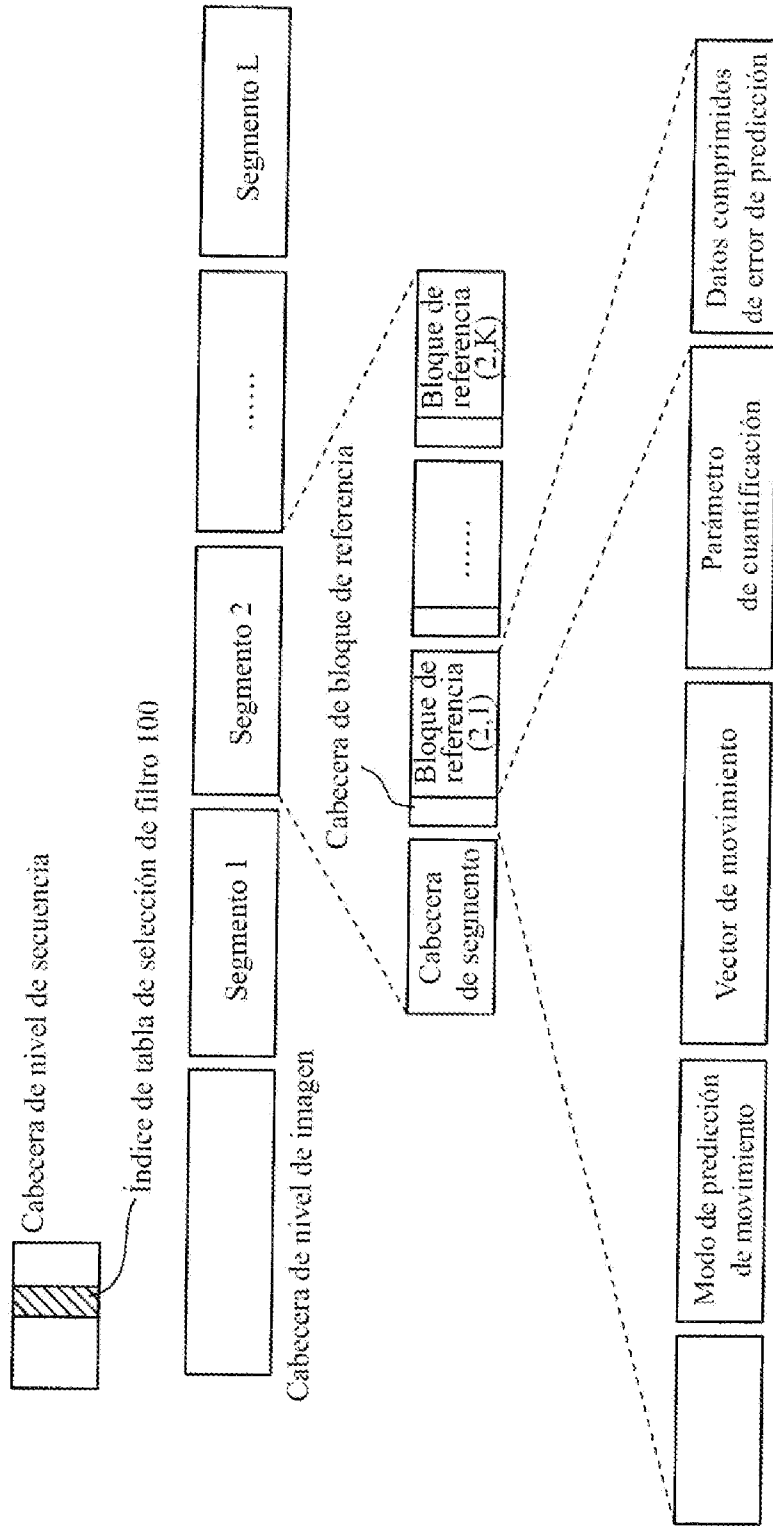 Cabecera de nivel de secuencia
Índice de tabla de selección de filtro 100
Cabecera de nivel de imagen
Segmento 1
Segmento 2
......
Segmento L
Cabecera de bloque de referencia
Cabecera
de segmento
Bloque de
referencia
(2,1)
......
Bloque de
referencia
(2,K)
Modo de predicción
de movimiento
Vector de movimiento
Parámetro
de cuantificación
Datos comprimidos
de error de predicción